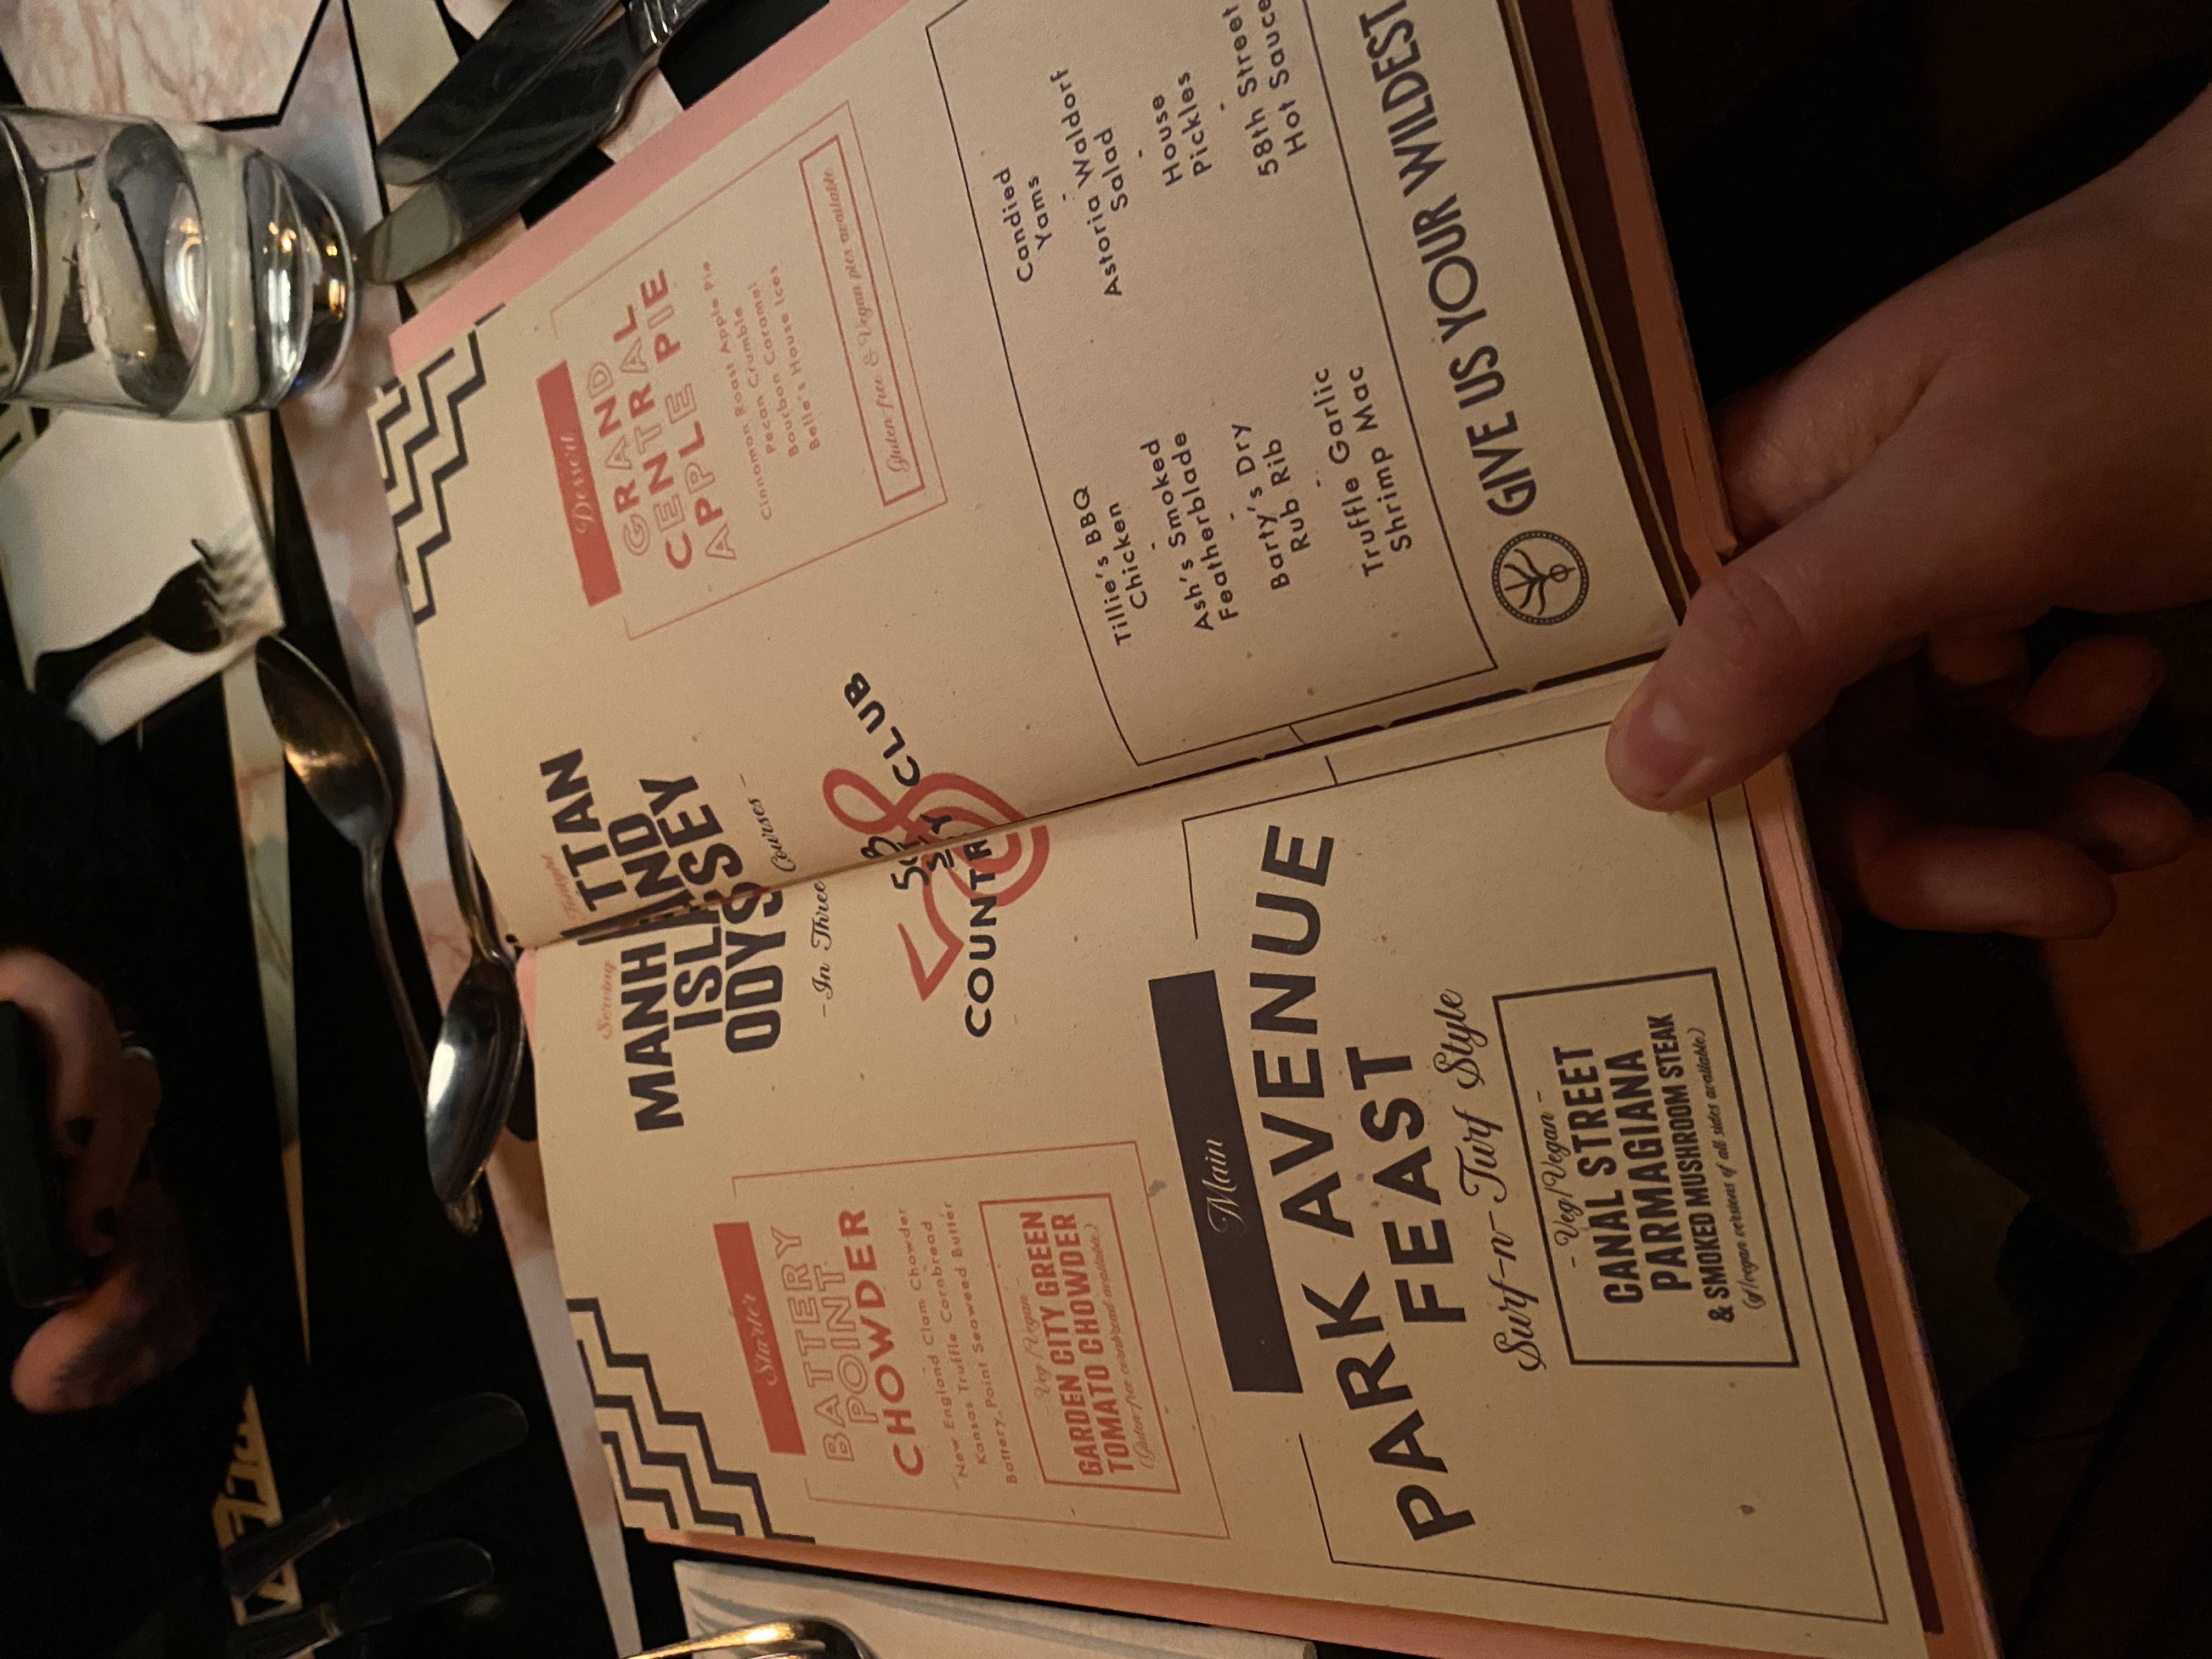 Serving Tonight
MANHATTAN
ISLAND
ODYSSEY
- In Three Courses -
COUNTRY CLUB
Starter
BATTERY
POINT
CHOWDER
New England Clam Chowder
Kansas Truffle Cornbread
Battery Point Seaweed Butter
- Veg/Vegan -
GARDEN CITY GREEN
TOMATO CHOWDER
(Gluten-free cornbread available)
Dessert
GRAND
CENTRAL
APPLE PIE
Cinnamon Roast Apple Pie
Pecan Crumble
Bourbon Caramel
Belle's House Ices
Gluten-free & Vegan pies available
Main
PARK AVENUE
FEAST
Surf-n-Turf Style
- Veg/Vegan -
CANAL STREET
PARMAGIANA
& SMOKED MUSHROOM STEAK
(gf/vegan versions of all sides available)
Tillie's BBQ
Chicken
-
Ash's Smoked
Featherblade
-
Barty's Dry
Rub Rib
-
Truffle Garlic
Shrimp Mac
Candied
Yams
-
Astoria Waldorf
Salad
-
House
Pickles
-
58th Street
Hot Sauce
GIVE US YOUR WILDEST